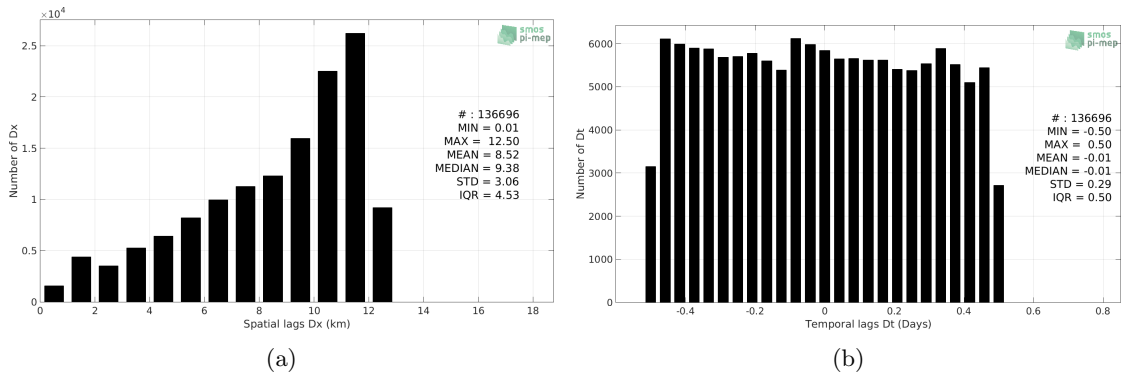 ×10^4
2.5
2
1.5
1
0.5
0
0 2 4 6 8 10 12 14 16 18
Number of Dx
Spatial lags Dx (km)
smos
pi-mep
# : 136696
MIN = 0.01
MAX = 12.50
MEAN = 8.52
MEDIAN = 9.38
STD = 3.06
IQR = 4.53
(a)
6000
5000
4000
3000
2000
1000
0
-0.4 -0.2 0 0.2 0.4 0.6 0.8
Number of Dt
Temporal lags Dt (Days)
smos
pi-mep
# : 136696
MIN = -0.50
MAX = 0.50
MEAN = -0.01
MEDIAN = -0.01
STD = 0.29
IQR = 0.50
(b)